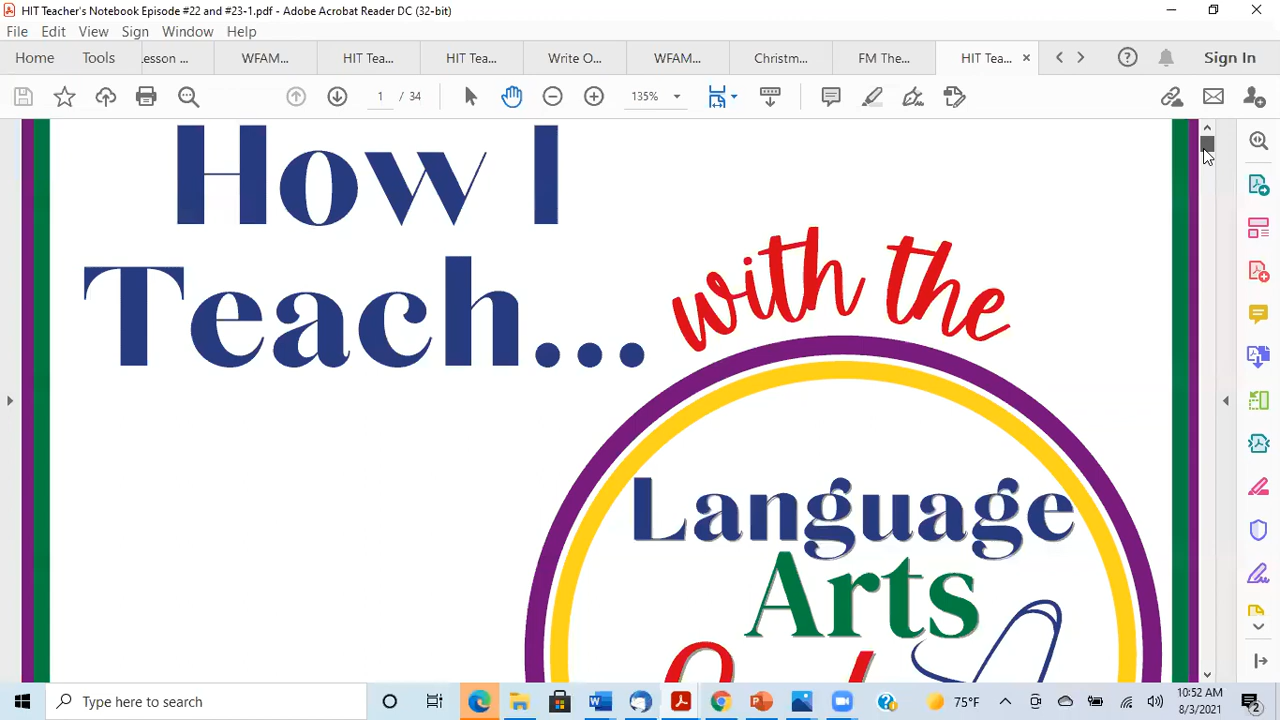 HIT Teacher's Notebook Episode #22 and #23-1.pdf - Adobe Acrobat Reader DC (32-bit)
File Edit View Sign Window Help
Home Tools .esson ... WFAM... HIT Tea... HIT Tea... Write O... WFAM... Christm... FM The... HIT Tea... Sign In
1 / 34 135%
How I
Teach...
with the
Language
Arts
Type here to search
75°F
10:52 AM
8/3/2021
2